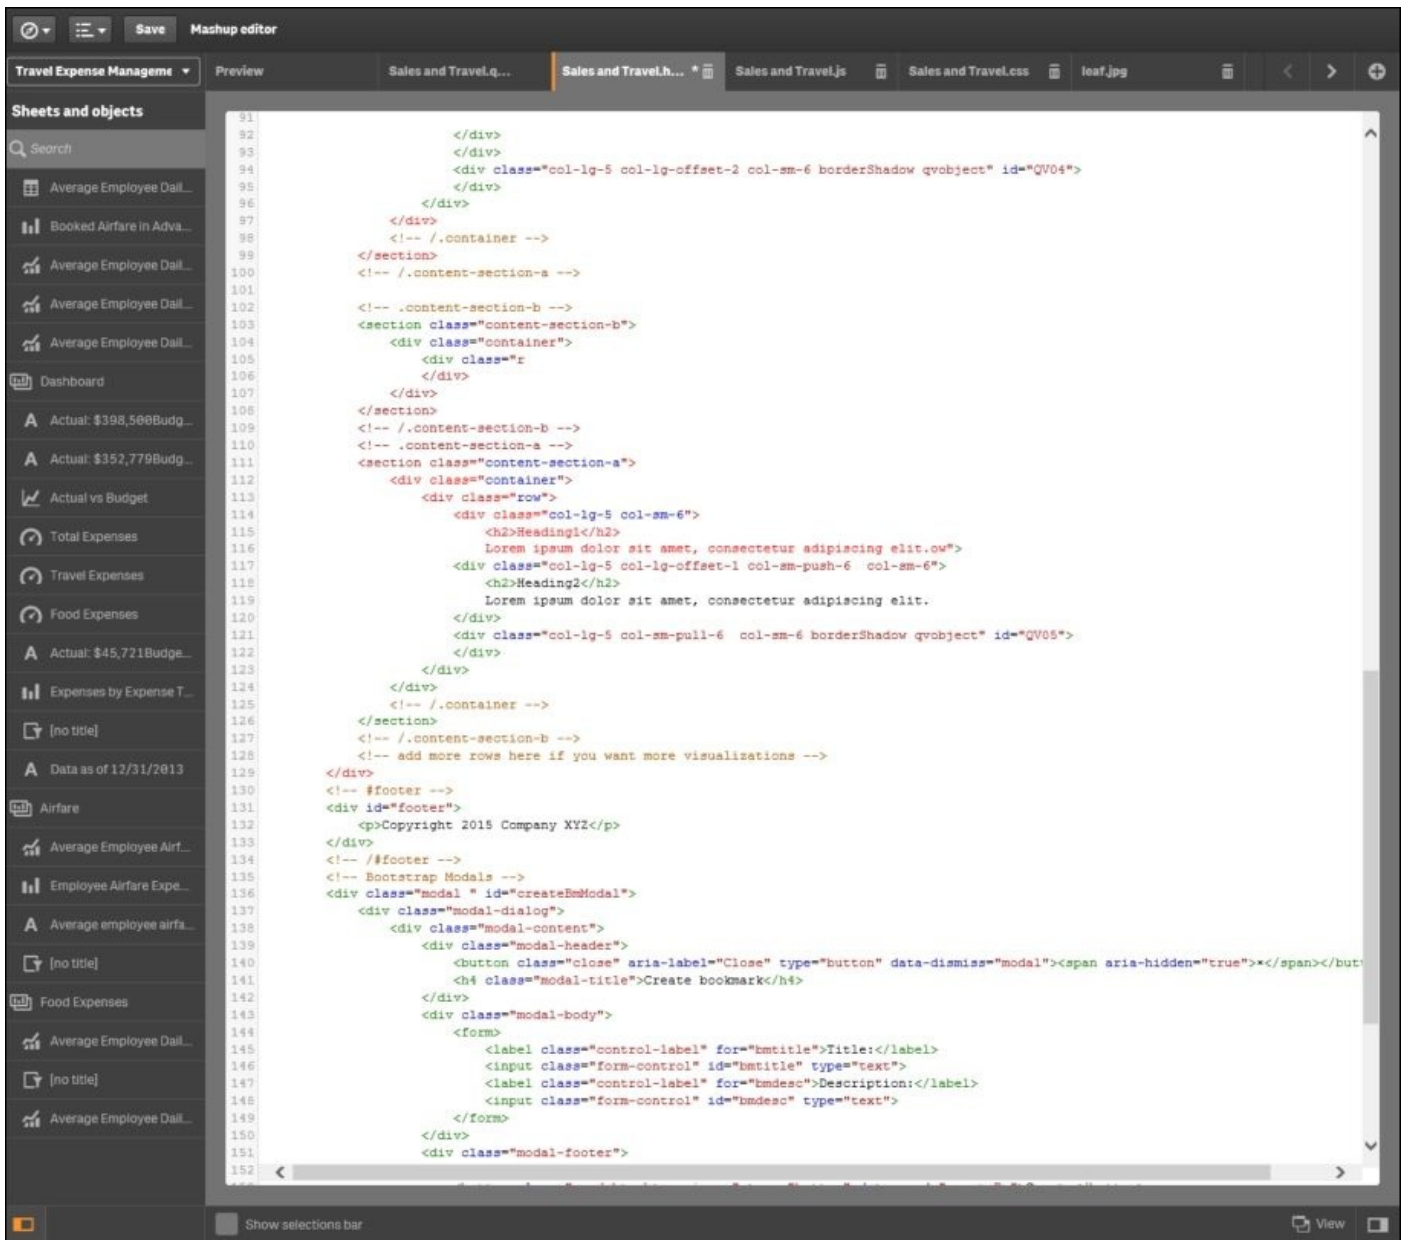 Save Mashup editor
Travel Expense Manageme
Preview
Sales and Travel.q...
Sales and Travel.h... *
Sales and Travel.js
Sales and Travel.css
leaf.jpg
Sheets and objects
Search
Average Employee Dail...
Booked Airfare in Adva...
Average Employee Dail...
Average Employee Dail...
Average Employee Dail...
Dashboard
Actual: $398,500Budg...
Actual: $352,779Budg...
Actual vs Budget
Total Expenses
Travel Expenses
Food Expenses
Actual: $45,721Budge...
Expenses by Expense T...
[no title]
Data as of 12/31/2013
Airfare
Average Employee Airf...
Employee Airfare Expe...
Average employee airfa...
[no title]
Food Expenses
Average Employee Dail...
[no title]
Average Employee Dail...
91
92 </div>
93 </div>
94 <div class="col-lg-5 col-lg-offset-2 col-sm-6 borderShadow qvobject" id="QV04">
95 </div>
96 </div>
97 </div>
98 <!-- /.container -->
99 </section>
100 <!-- /.content-section-a -->
101
102 <!-- .content-section-b -->
103 <section class="content-section-b">
104 <div class="container">
105 <div class="r
106 </div>
107 </div>
108 </section>
109 <!-- /.content-section-b -->
110 <!-- .content-section-a -->
111 <section class="content-section-a">
112 <div class="container">
113 <div class="row">
114 <div class="col-lg-5 col-sm-6">
115 <h2>Heading1</h2>
116 Lorem ipsum dolor sit amet, consectetur adipiscing elit.ow">
117 <div class="col-lg-5 col-lg-offset-1 col-sm-push-6  col-sm-6">
118 <h2>Heading2</h2>
119 Lorem ipsum dolor sit amet, consectetur adipiscing elit.
120 </div>
121 <div class="col-lg-5 col-sm-pull-6  col-sm-6 borderShadow qvobject" id="QV05">
122 </div>
123 </div>
124 </div>
125 <!-- /.container -->
126 </section>
127 <!-- /.content-section-b -->
128 <!-- add more rows here if you want more visualizations -->
129 </div>
130 <!-- #footer -->
131 <div id="footer">
132 <p>Copyright 2015 Company XYZ</p>
133 </div>
134 <!-- /#footer -->
135 <!-- Bootstrap Modals -->
136 <div class="modal " id="createBmModal">
137 <div class="modal-dialog">
138 <div class="modal-content">
139 <div class="modal-header">
140 <button class="close" aria-label="Close" type="button" data-dismiss="modal"><span aria-hidden="true">×</span></but
141 <h4 class="modal-title">Create bookmark</h4>
142 </div>
143 <div class="modal-body">
144 <form>
145 <label class="control-label" for="bmtitle">Title:</label>
146 <input class="form-control" id="bmtitle" type="text">
147 <label class="control-label" for="bmdesc">Description:</label>
148 <input class="form-control" id="bmdesc" type="text">
149 </form>
150 </div>
151 <div class="modal-footer">
152
Show selections bar
View